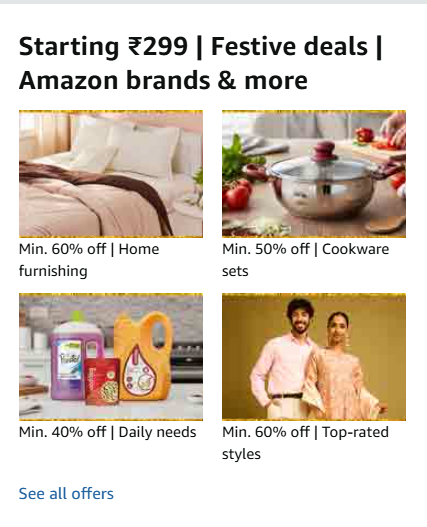 Starting ₹299 | Festive deals |
Amazon brands & more
Min. 60% off | Home
furnishing
Min. 50% off | Cookware
sets
Min. 40% off | Daily needs
Min. 60% off | Top-rated
styles
See all offers